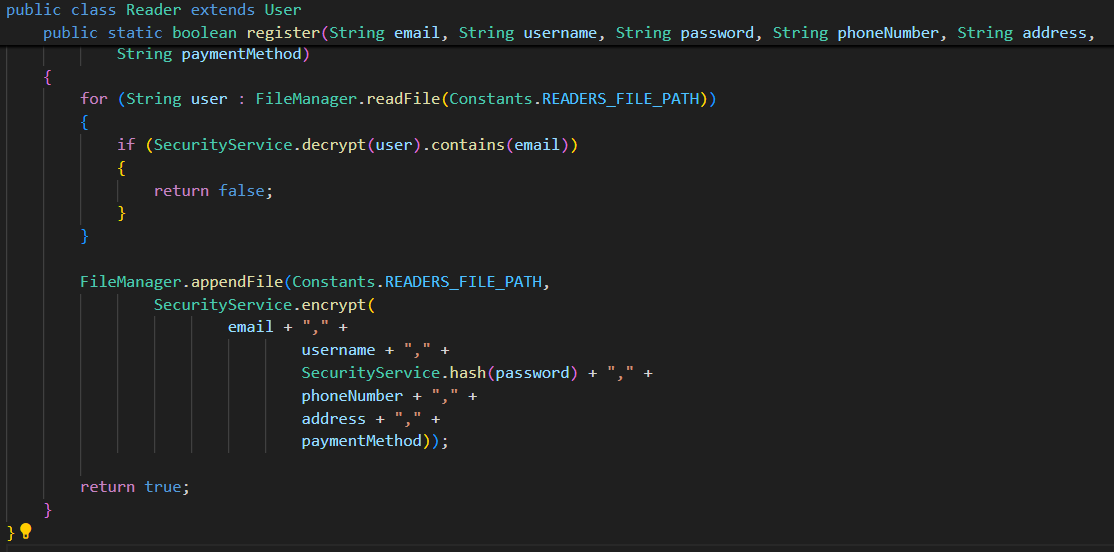 public class Reader extends User
public static boolean register(String email, String username, String password, String phoneNumber, String address,
String paymentMethod)
{
for (String user : FileManager.readFile(Constants.READERS_FILE_PATH))
{
if (SecurityService.decrypt(user).contains(email))
{
return false;
}
}
FileManager.appendFile(Constants.READERS_FILE_PATH,
SecurityService.encrypt(
email + "," +
username + "," +
SecurityService.hash(password) + "," +
phoneNumber + "," +
address + "," +
paymentMethod));
return true;
}
}